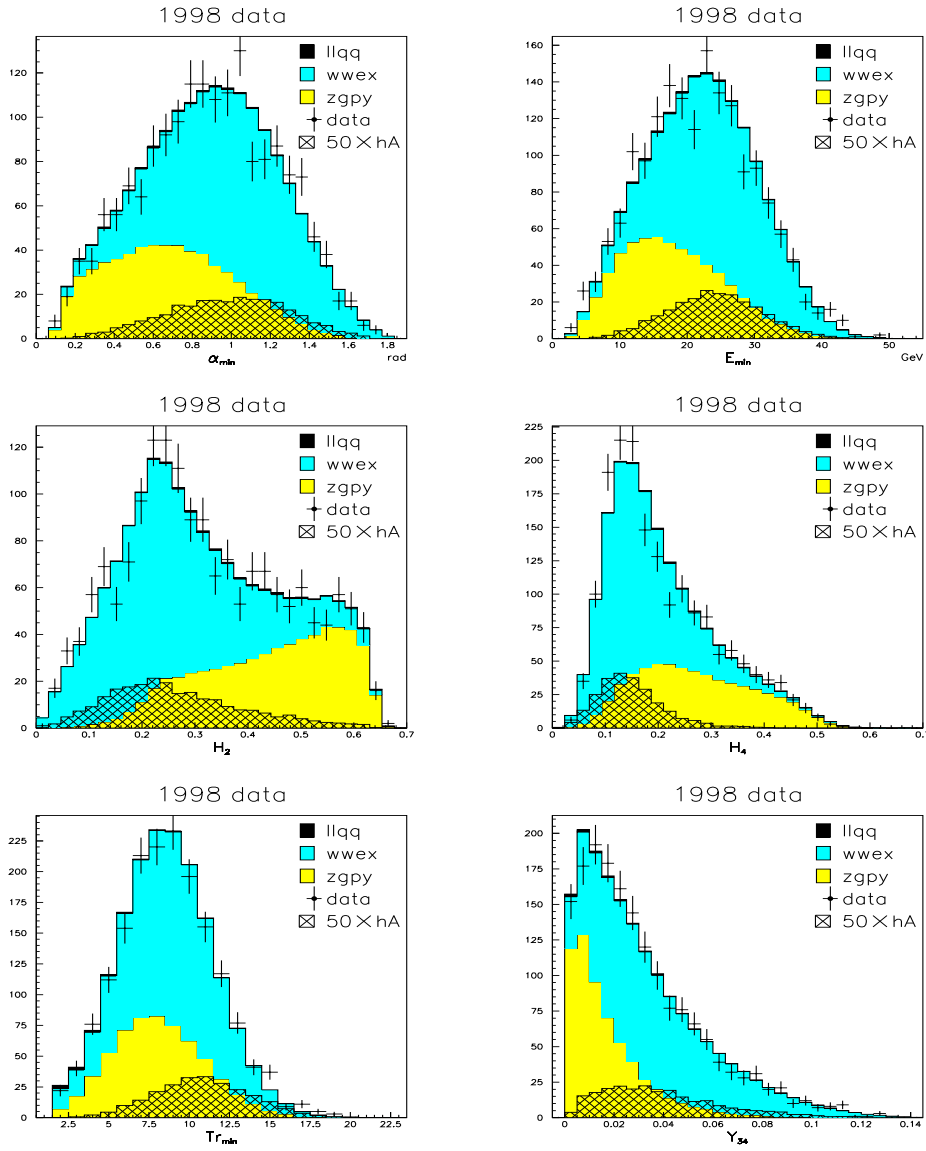 1998 data
llqq
wwex
zgpy
data
50×hA
120
100
80
60
40
20
0
0 0.2 0.4 0.6 0.8 1 1.2 1.4 1.6 1.8
α_min
rad
1998 data
llqq
wwex
zgpy
data
50×hA
160
140
120
100
80
60
40
20
0
0 10 20 30 40 50
E_min
GeV
1998 data
llqq
wwex
zgpy
data
50×hA
120
100
80
60
40
20
0
0 0.1 0.2 0.3 0.4 0.5 0.6 0.7
H_2
1998 data
llqq
wwex
zgpy
data
50×hA
225
200
175
150
125
100
75
50
25
0
0 0.1 0.2 0.3 0.4 0.5 0.6
H_4
1998 data
llqq
wwex
zgpy
data
50×hA
225
200
175
150
125
100
75
50
25
0
2.5 5 7.5 10 12.5 15 17.5 20 22.5
Tr_min
1998 data
llqq
wwex
zgpy
data
50×hA
200
175
150
125
100
75
50
25
0
0 0.02 0.04 0.06 0.08 0.1 0.12 0.14
Y_34